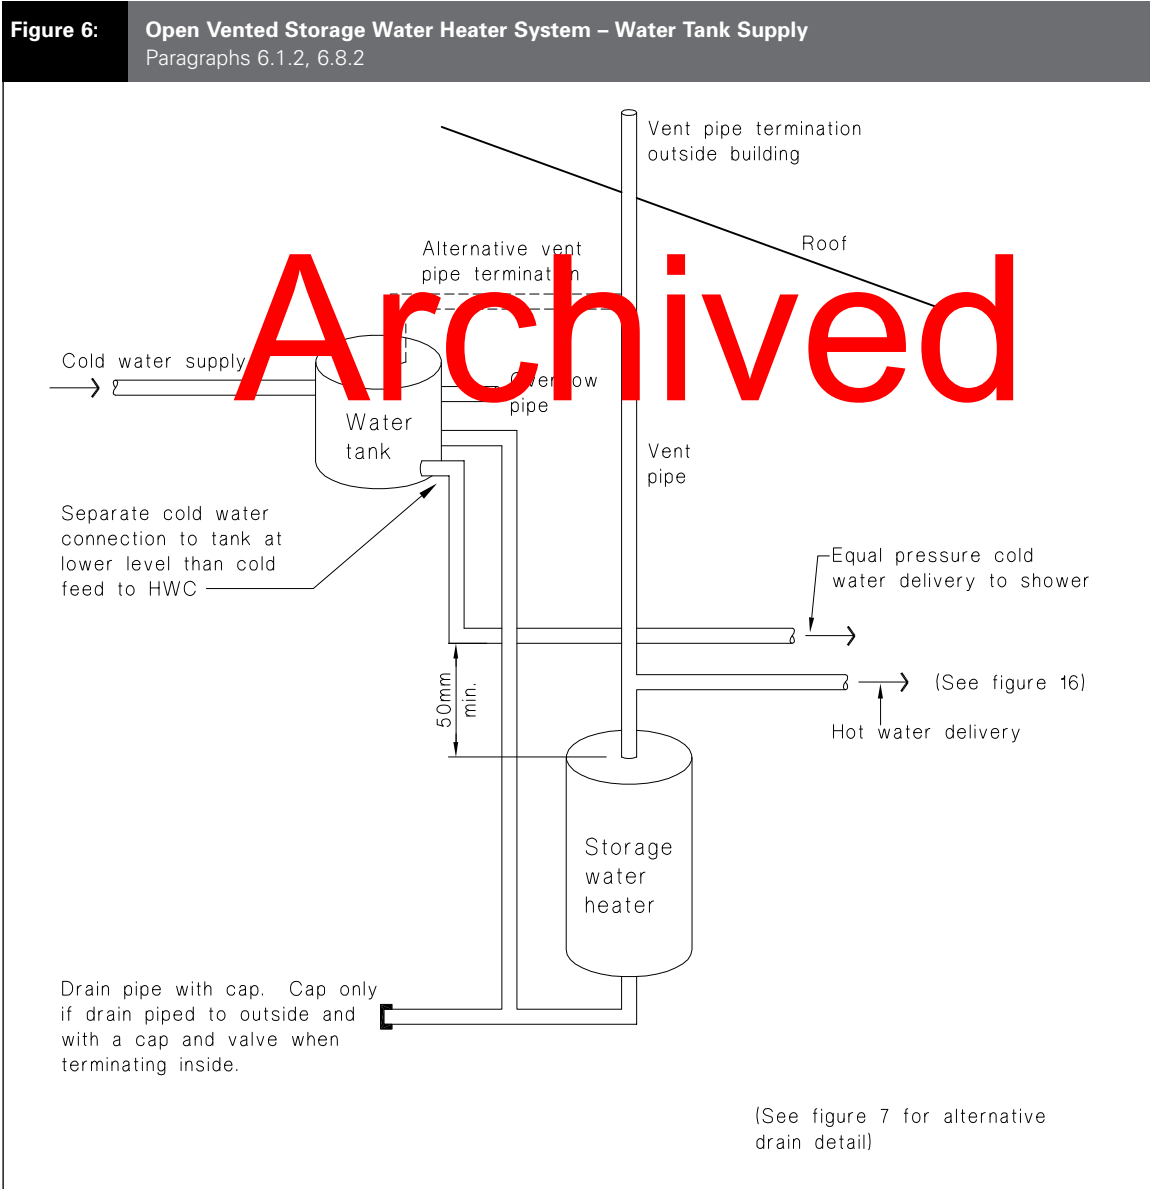 Figure 6:
Open Vented Storage Water Heater System – Water Tank Supply
Paragraphs 6.1.2, 6.8.2
Vent pipe termination
outside building
Roof
Alternative vent
pipe termination
Archived
Cold water supply
Overflow
pipe
Water
tank
Vent
pipe
Separate cold water
connection to tank at
lower level than cold
feed to HWC
Equal pressure cold
water delivery to shower
50mm
min.
(See figure 16)
Hot water delivery
Storage
water
heater
Drain pipe with cap. Cap only
if drain piped to outside and
with a cap and valve when
terminating inside.
(See figure 7 for alternative
drain detail)